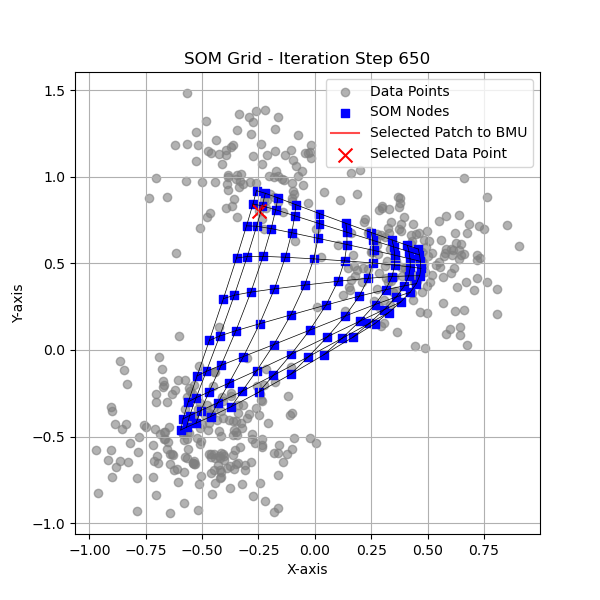 SOM Grid - Iteration Step 650
Data Points
SOM Nodes
Selected Patch to BMU
Selected Data Point
1.5
1.0
0.5
0.0
−0.5
−1.0
Y-axis
−1.00 −0.75 −0.50 −0.25 0.00 0.25 0.50 0.75
X-axis